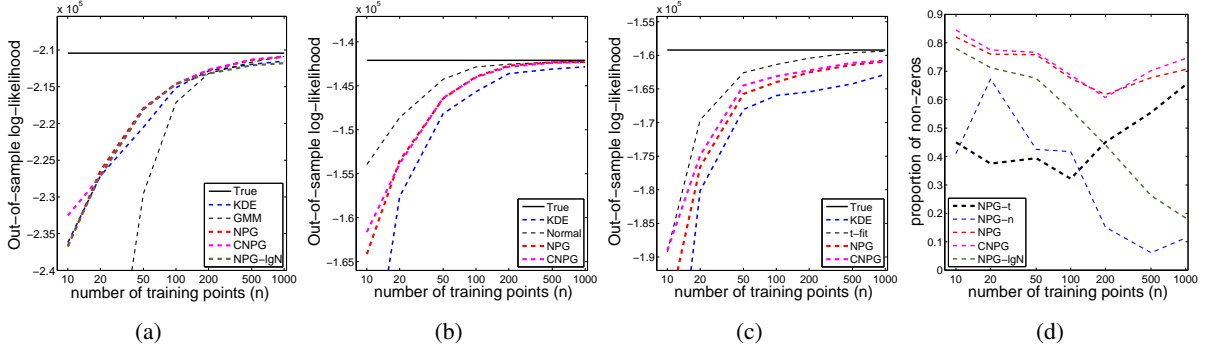 x 10⁵
Out−of−sample log−likelihood
−2.1
−2.15
−2.2
−2.25
−2.3
−2.35
−2.4
10 20 50 100 200 500 1000
number of training points (n)
True
KDE
GMM
NPG
CNPG
NPG−lgN
(a)
x 10⁵
Out−of−sample log−likelihood
−1.4
−1.45
−1.5
−1.55
−1.6
−1.65
10 20 50 100 200 500 1000
number of training points (n)
True
KDE
Normal
NPG
CNPG
(b)
x 10⁵
Out−of−sample log−likelihood
−1.55
−1.6
−1.65
−1.7
−1.75
−1.8
−1.85
−1.9
10 20 50 100 200 500 1000
number of training points (n)
True
KDE
t−fit
NPG
CNPG
(c)
proportion of non−zeros
0.9
0.8
0.7
0.6
0.5
0.4
0.3
0.2
0.1
0
10 20 50 100 200 500 1000
number of training points (n)
NPG−t
NPG−n
NPG
CNPG
NPG−lgN
(d)